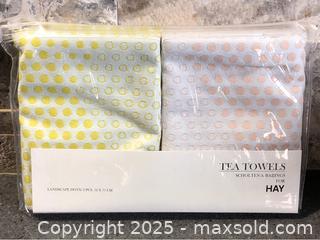 TEA TOWELS
SCHOLTEN & BAIJINGS
FOR
HAY
Copyright © 2025 - maxsold.com